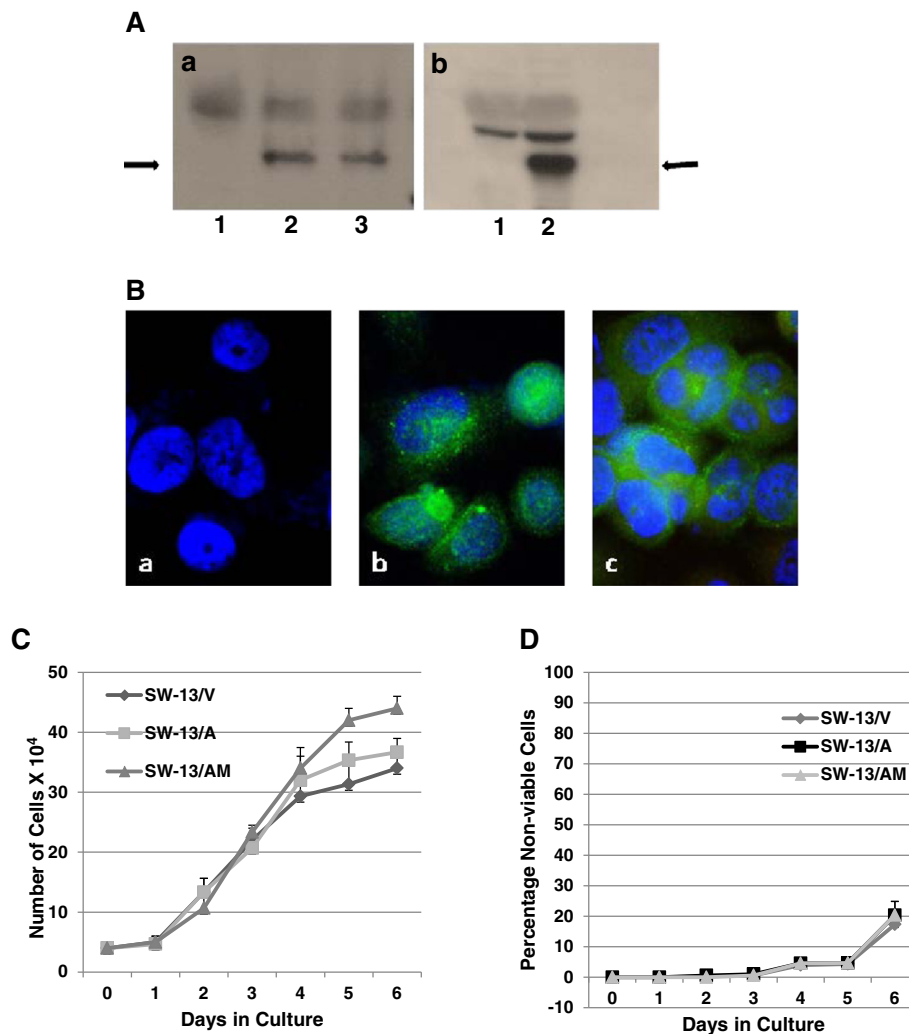 A
a
b
1 2 3
1 2
B
a
b
c
C
50
40
30
20
10
0
Number of Cells X 10⁴
SW-13/V
SW-13/A
SW-13/AM
0 1 2 3 4 5 6
Days in Culture
D
100
90
80
70
60
50
40
30
20
10
0
-10
Percentage Non-viable Cells
SW-13/V
SW-13/A
SW-13/AM
0 1 2 3 4 5 6
Days in Culture